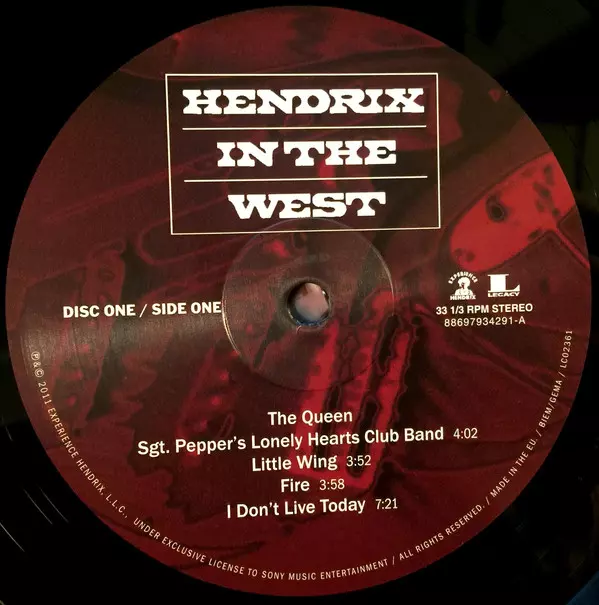 HENDRIX
IN THE
WEST
DISC ONE / SIDE ONE
EXPERIENCE
HENDRIX
L
LEGACY
33 1/3 RPM STEREO
88697934291-A
The Queen
Sgt. Pepper's Lonely Hearts Club Band 4:02
Little Wing 3:52
Fire 3:58
I Don't Live Today 7:21
℗ & © 2011 EXPERIENCE HENDRIX, L.L.C., UNDER EXCLUSIVE LICENSE TO SONY MUSIC ENTERTAINMENT / ALL RIGHTS RESERVED. / MADE IN THE EU. / BIEM/GEMA / LC02361